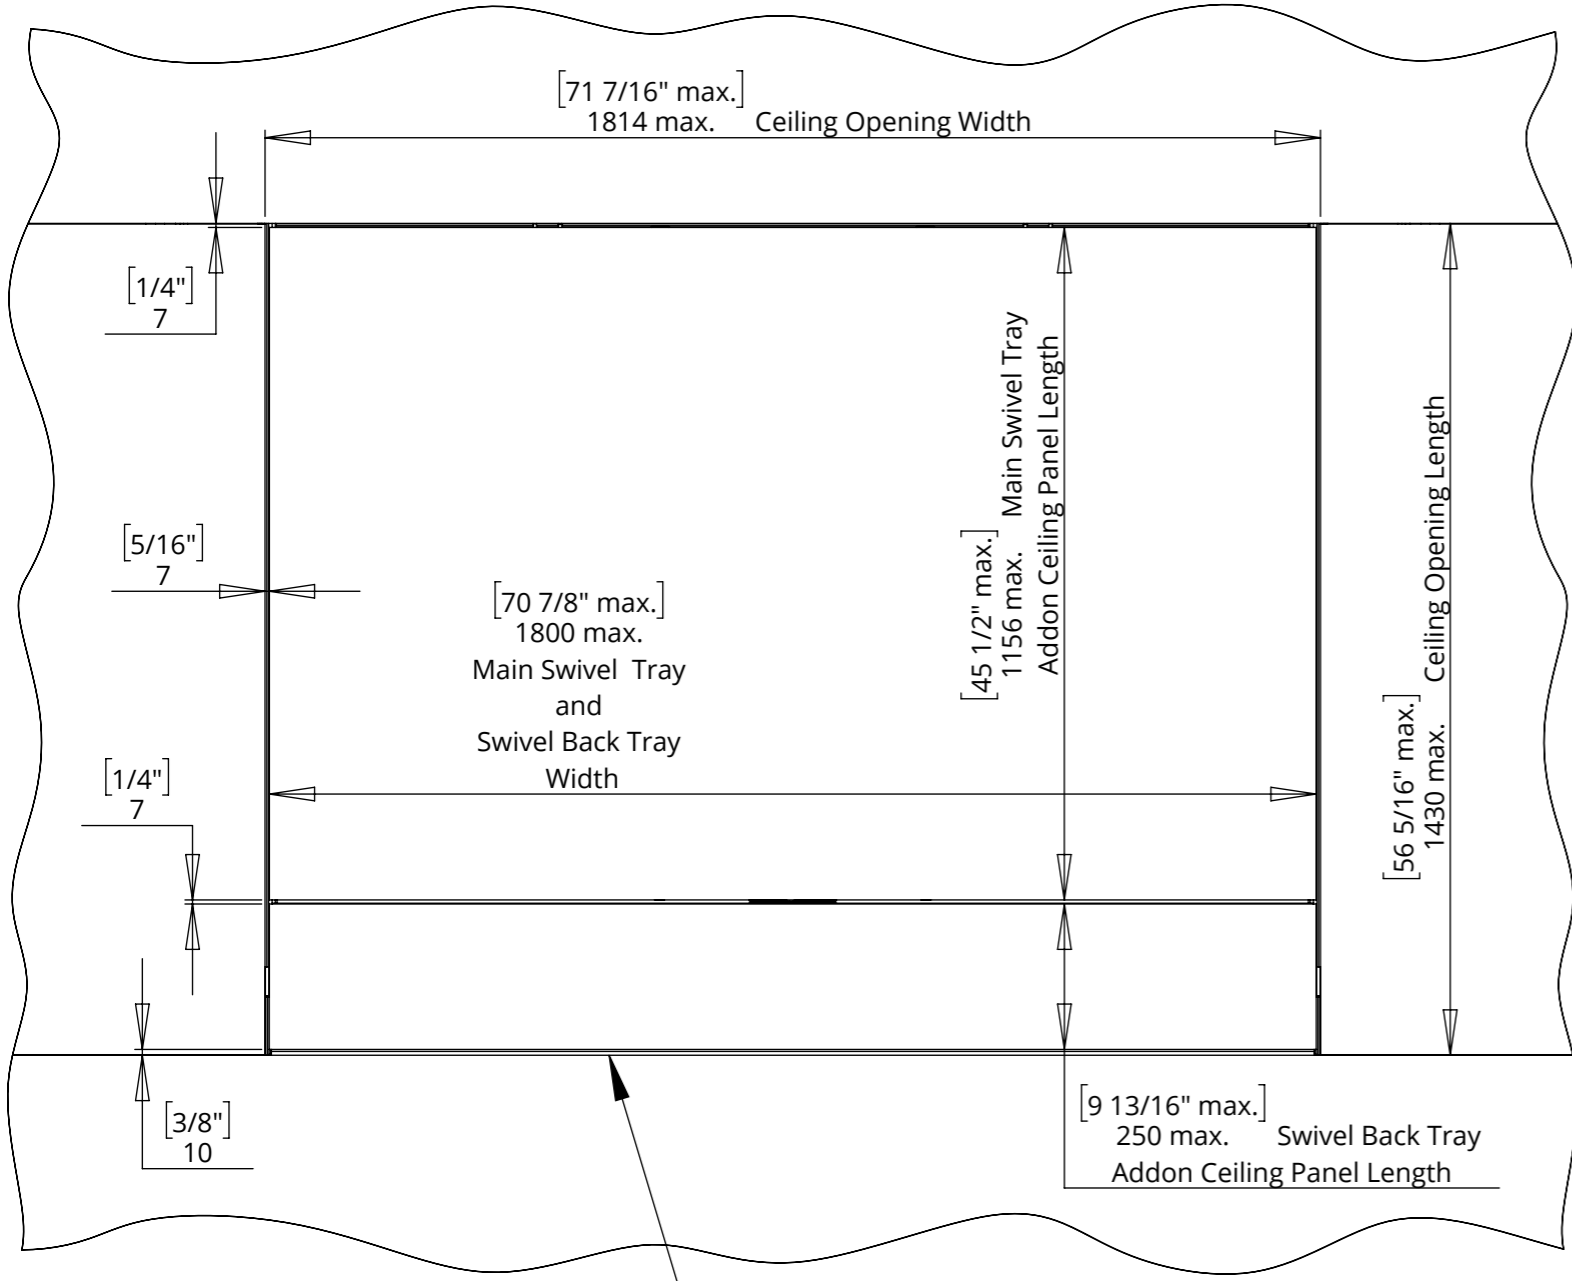 [71 7/16" max.]
1814 max. Ceiling Opening Width
[1/4"]
7
[5/16"]
7
[70 7/8" max.]
1800 max.
Main Swivel Tray
and
Swivel Back Tray
Width
[45 1/2" max.]
1156 max. Main Swivel Tray
Addon Ceiling Panel Length
[56 5/16" max.]
1430 max. Ceiling Opening Length
[1/4"]
7
[3/8"]
10
[9 13/16" max.]
250 max. Swivel Back Tray
Addon Ceiling Panel Length